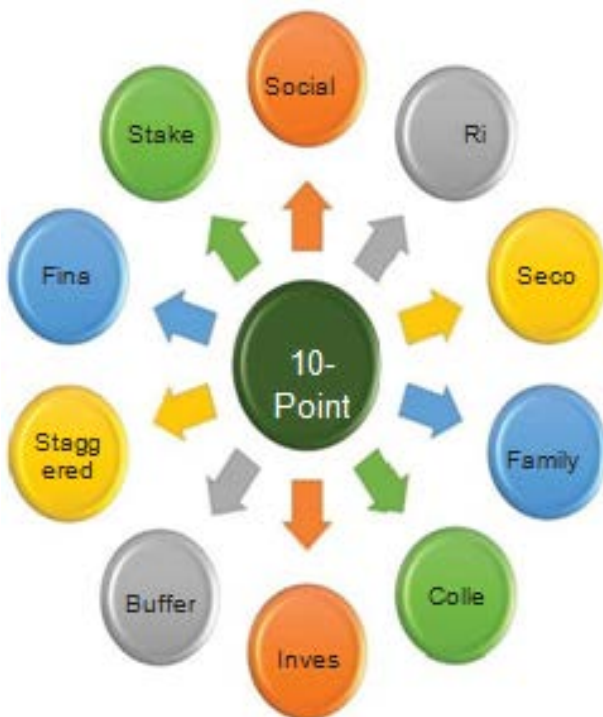 Social
Ri
Seco
Family
Colle
Inves
Buffer
Stagg
ered
Fina
Stake
10-
Point